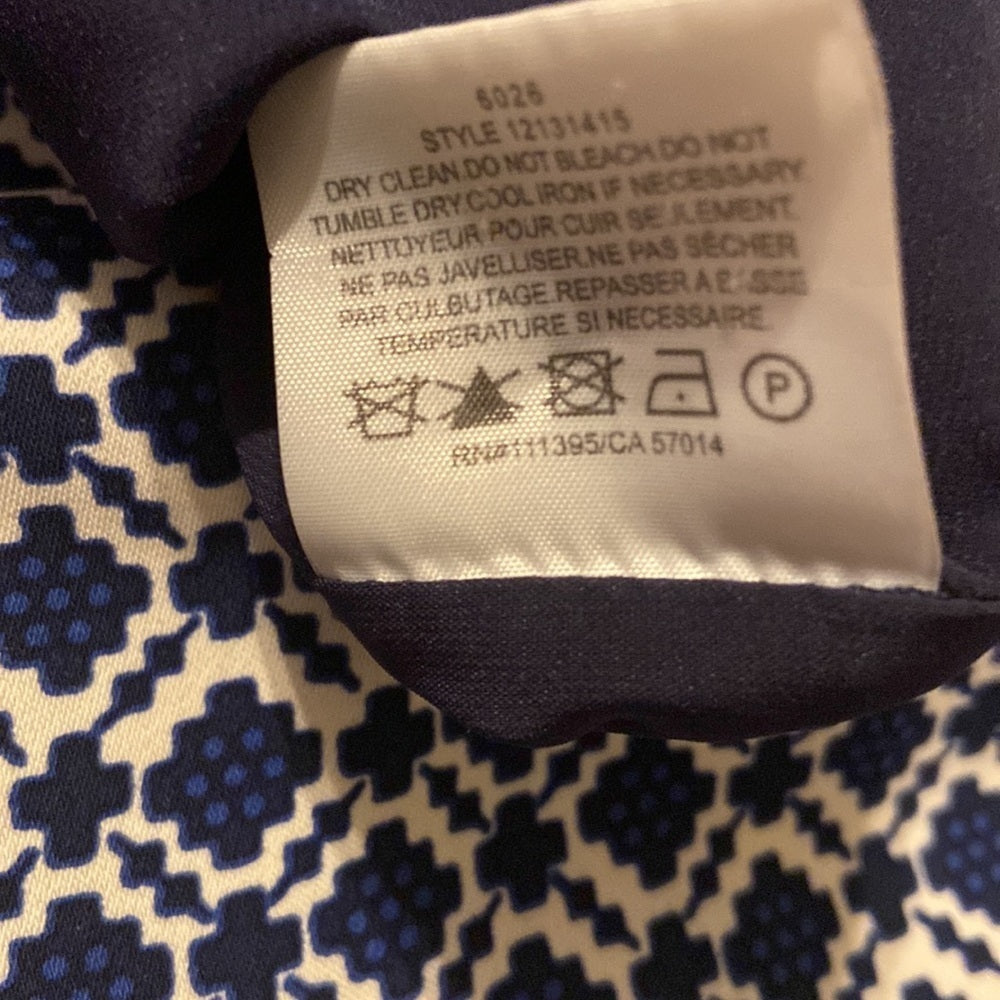 6026
STYLE 12131415
DRY CLEAN.DO NOT BLEACH.DO NOT
TUMBLE DRY COOL IRON IF NECESSARY
NETTOYEUR POUR CUIR SEULEMENT.
NE PAS JAVELLISER.NE PAS SÉCHER
PAR CULBUTAGE.REPASSER A BASSE
TEMPERATURE SI NECESSAIRE.
P
RN#111395/CA 57014